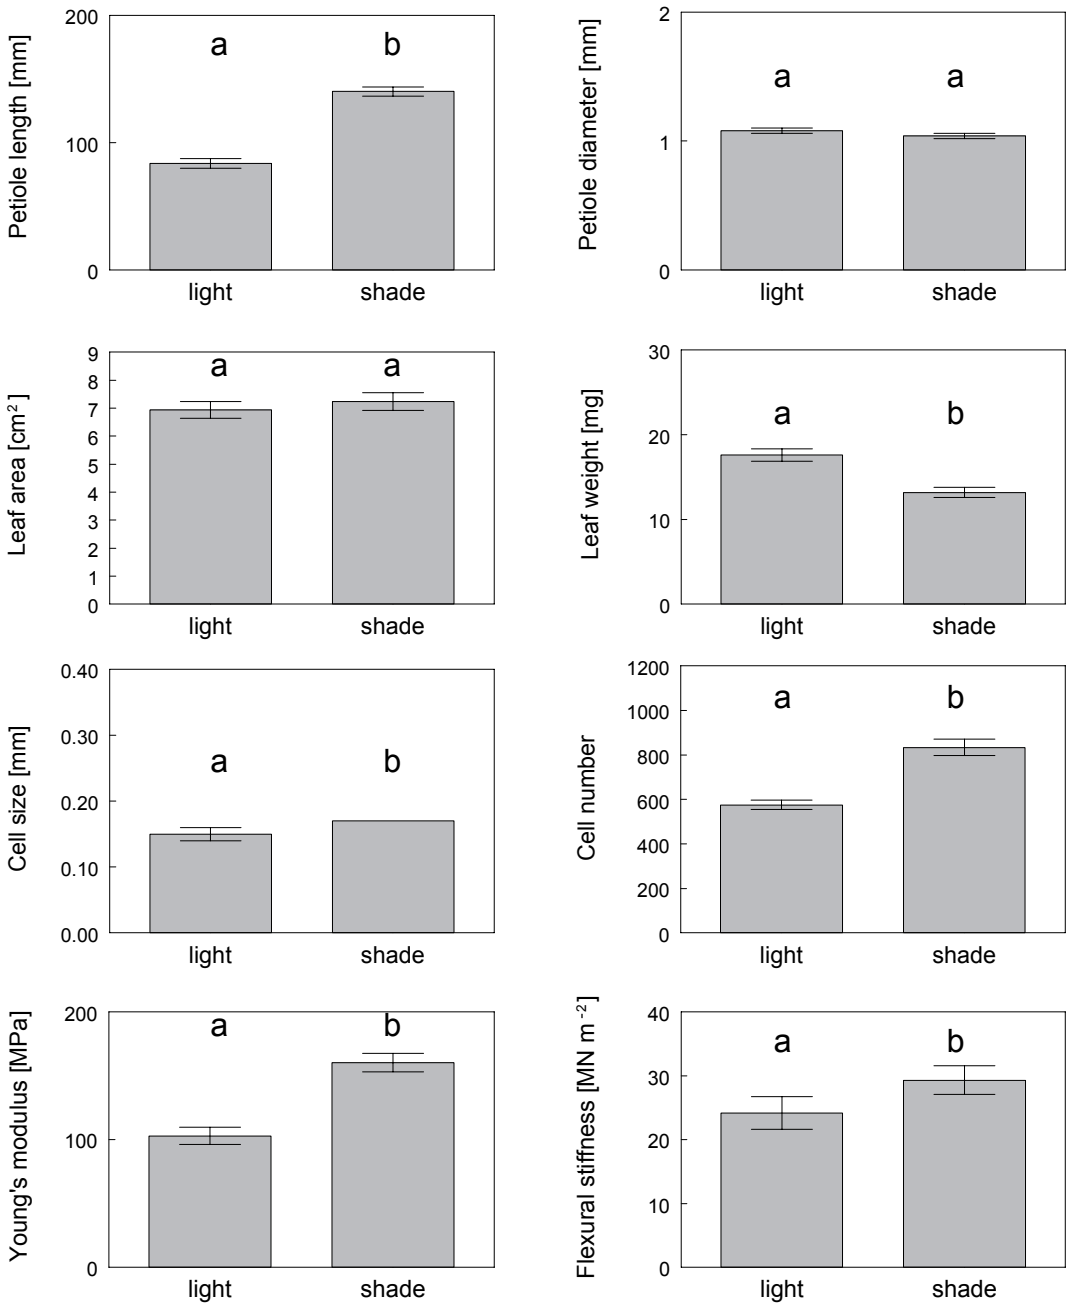 Petiole length [mm]
200
100
0
a
b
light
shade
Petiole diameter [mm]
2
1
0
a
a
light
shade
Leaf area [cm²]
9
8
7
6
5
4
3
2
1
0
a
a
light
shade
Leaf weight [mg]
30
20
10
0
a
b
light
shade
Cell size [mm]
0.40
0.30
0.20
0.10
0.00
a
b
light
shade
Cell number
1200
1000
800
600
400
200
0
a
b
light
shade
Young's modulus [MPa]
200
100
0
a
b
light
shade
Flexural stiffness [MN m⁻²]
40
30
20
10
0
a
b
light
shade